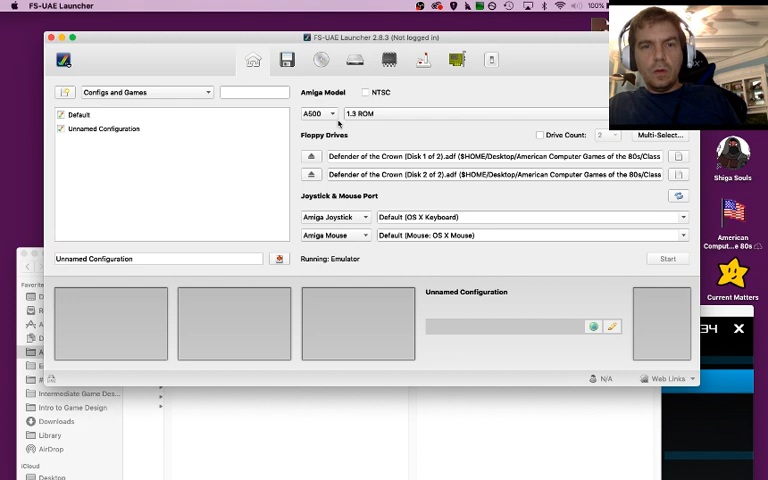 FS-UAE Launcher
100%
FS-UAE Launcher 2.8.3 (Not logged in)
Configs and Games
Amiga Model
NTSC
Default
Unnamed Configuration
A500
1.3 ROM
Floppy Drives
Drive Count:
2
Multi-Select...
Defender of the Crown (Disk 1 of 2).adf ($HOME/Desktop/American Computer Games of the 80s/Class
Defender of the Crown (Disk 2 of 2).adf ($HOME/Desktop/American Computer Games of the 80s/Class
Joystick & Mouse Port
Amiga Joystick
Default (OS X Keyboard)
Amiga Mouse
Default (Mouse: OS X Mouse)
Unnamed Configuration
Running: Emulator
Start
Unnamed Configuration
N/A
Web Links
Shiga Souls
American
Comput...e 80s
Current Matters
34 X
Favorite
D
R
A
A
D
E
#
Intermediate Game Des...
Intro to Game Design
Downloads
Library
AirDrop
iCloud
Desktop